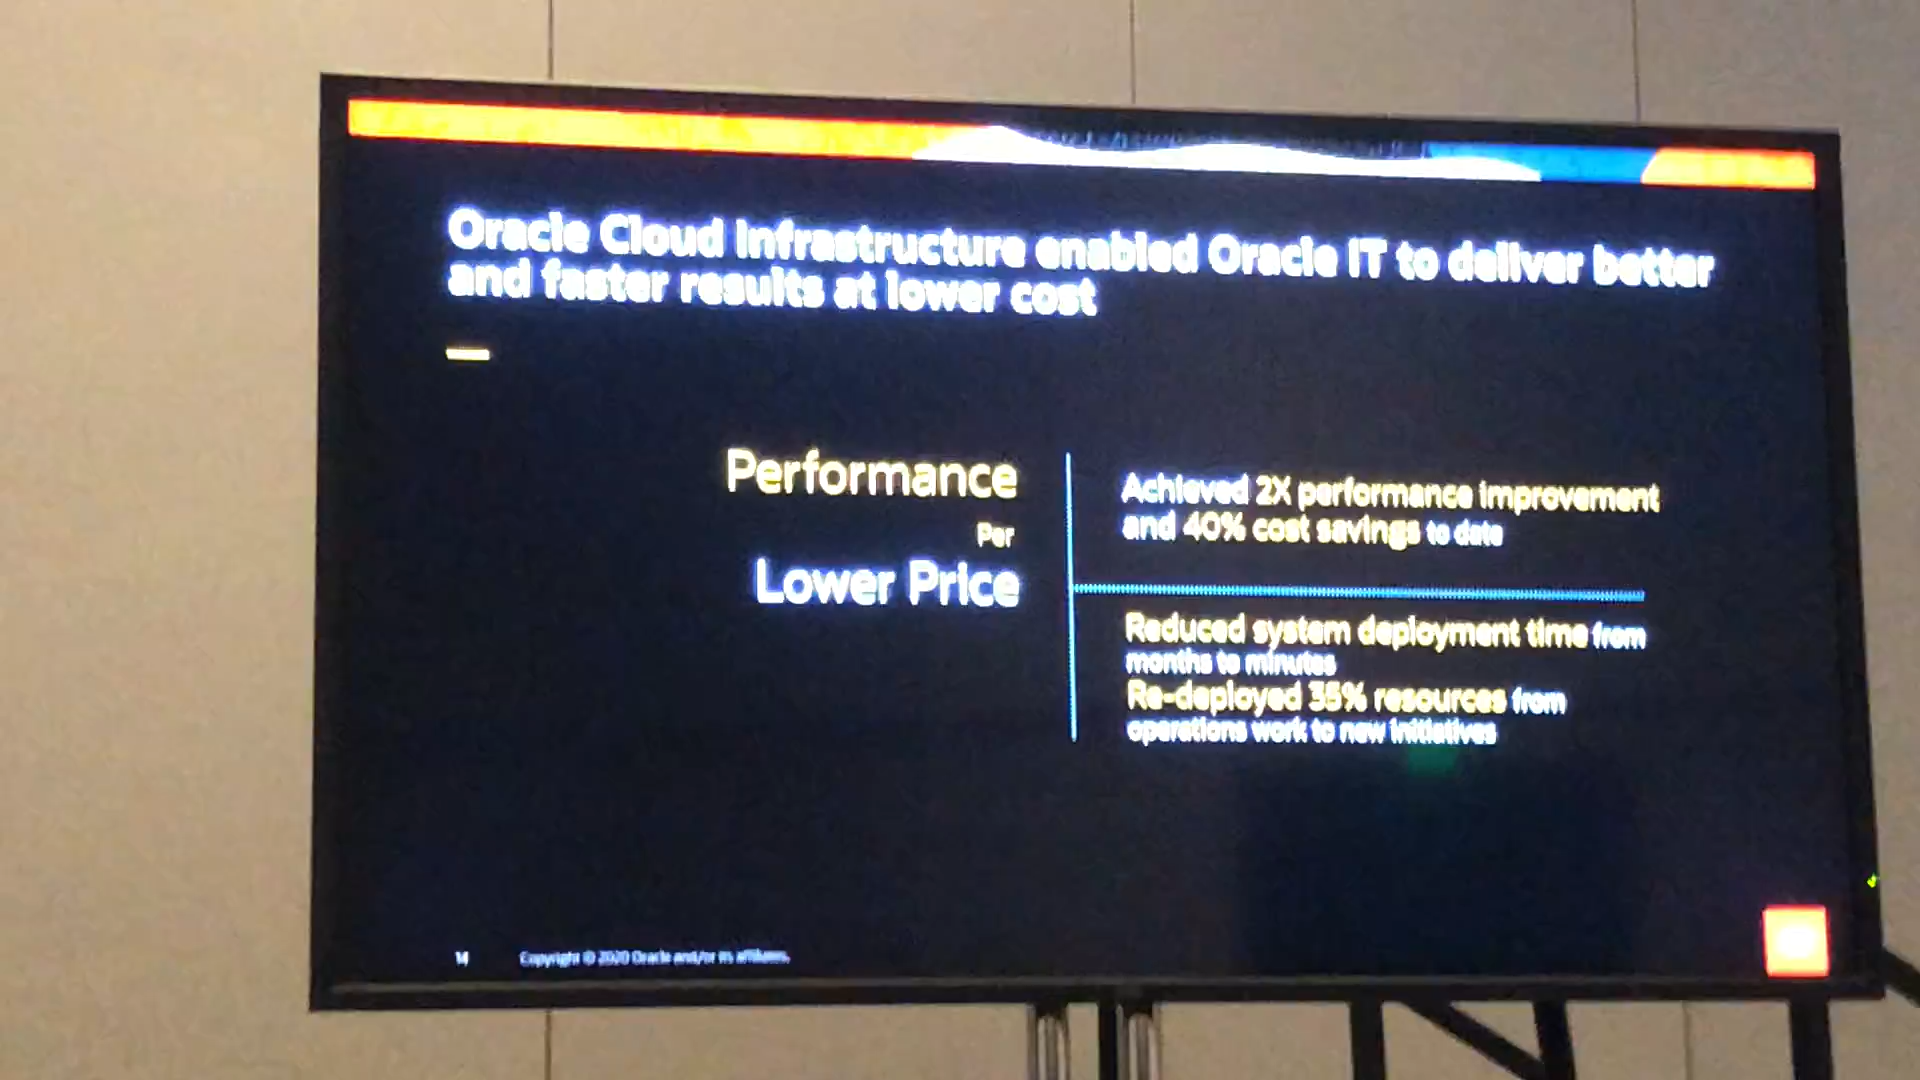 Oracle Cloud Infrastructure enabled Oracle IT to deliver better
and faster results at lower cost
Performance
Per
Lower Price
Achieved 2X performance improvement
and 40% cost savings to date
Reduced system deployment time from
months to minutes
Re-deployed 35% resources from
operations work to new initiatives
14
Copyright © 2020 Oracle and/or its affiliates.